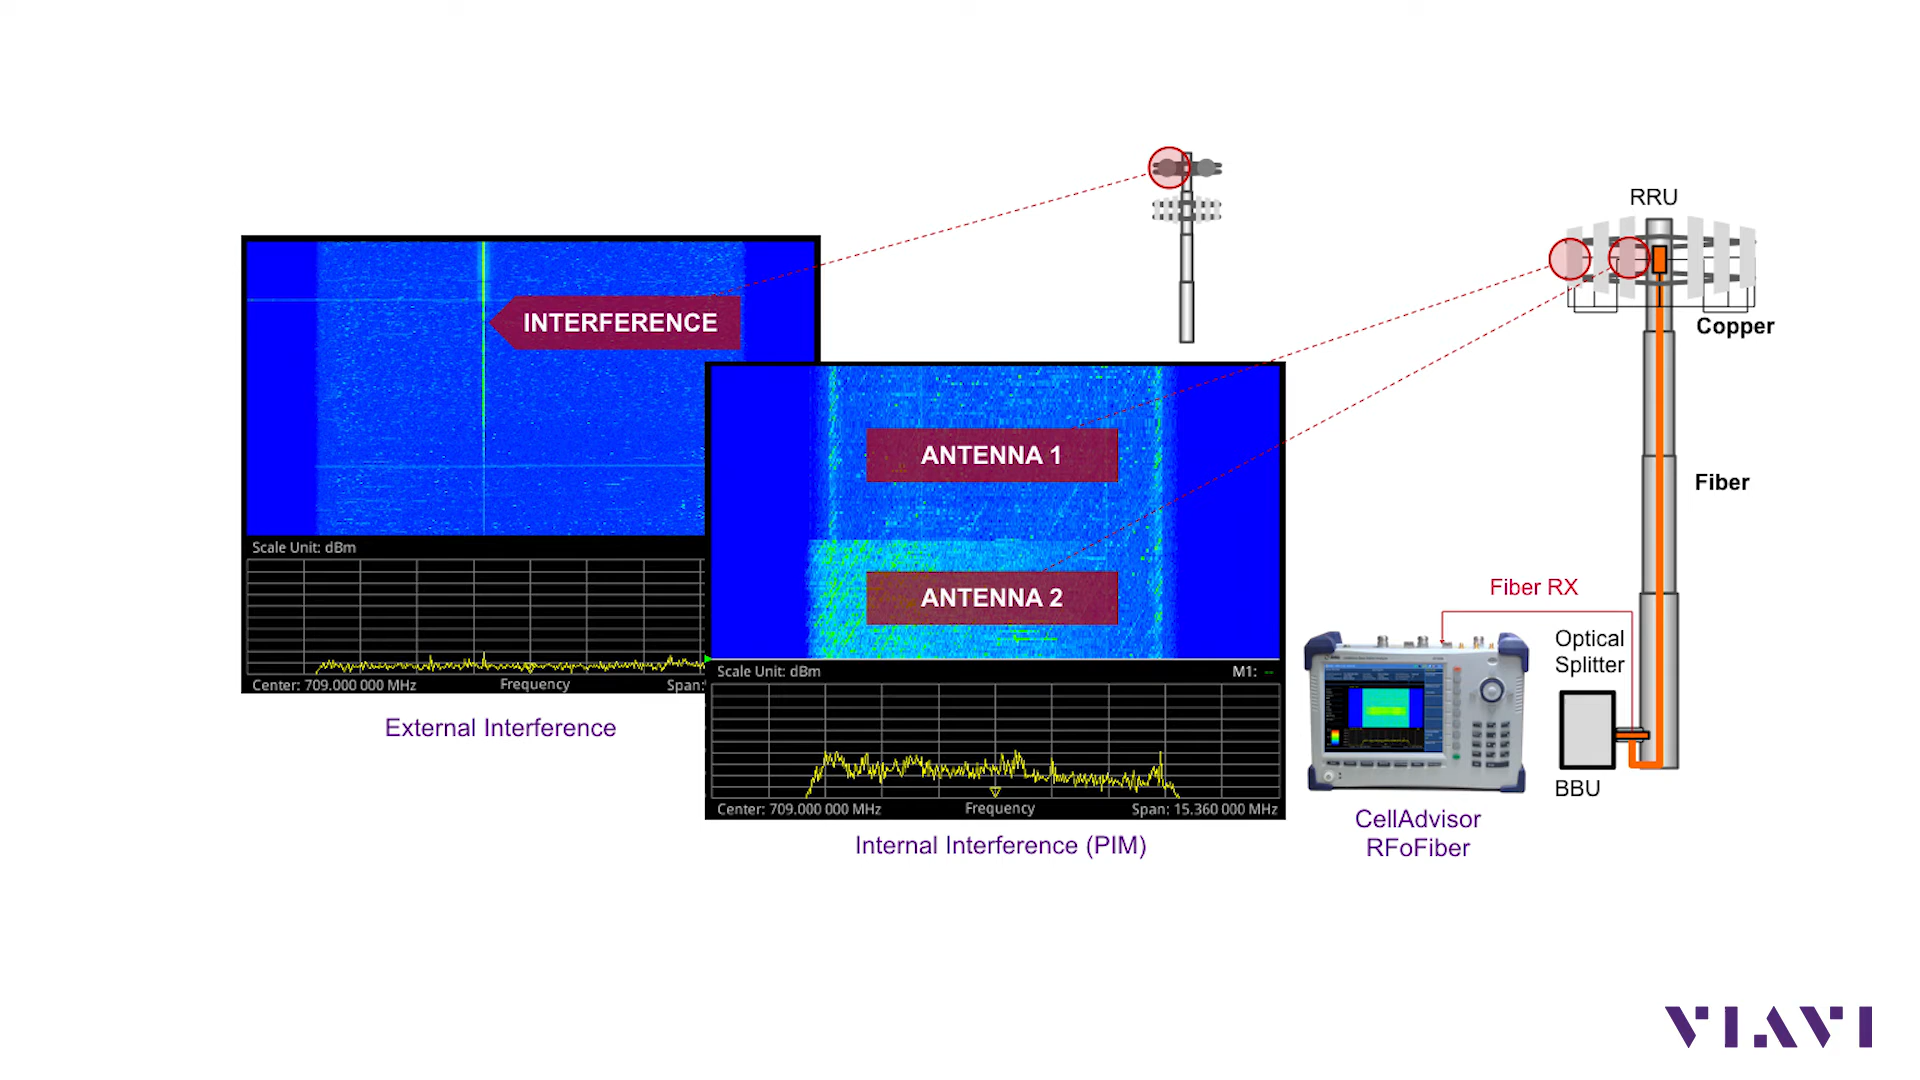 RRU
INTERFERENCE
Copper
ANTENNA 1
Fiber
Scale Unit: dBm
Fiber RX
ANTENNA 2
Optical
Splitter
Scale Unit: dBm
M1: --
Center: 709.000 000 MHz
Frequency
Span:
External Interference
BBU
Center: 709.000 000 MHz
Frequency
Span: 15.360 000 MHz
CellAdvisor
RFoFiber
Internal Interference (PIM)
VIAVI